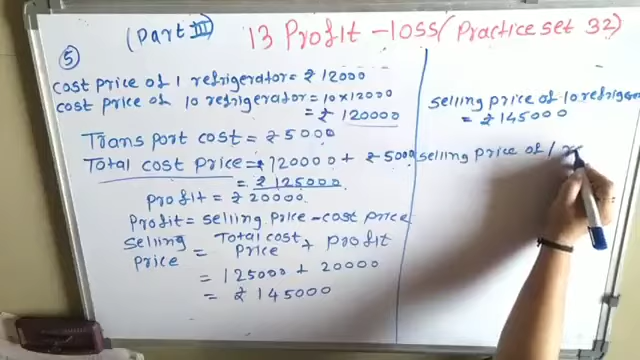 (Part III) 13 Profit - loss (Practice set 32)
5
cost price of 1 refrigerator = ₹ 12000
cost price of 10 refrigerator = 10 x 12000
= ₹ 120000
Transport cost = ₹ 5000
Total cost price = ₹ 120000 + ₹ 5000
= ₹ 125000
Profit = ₹ 20000.
Profit = selling price - cost price
Selling Price = Total cost Price + Profit
= 125000 + 20000
= ₹ 145000
selling price of 10 refrigera
= ₹ 145000
selling price of 1